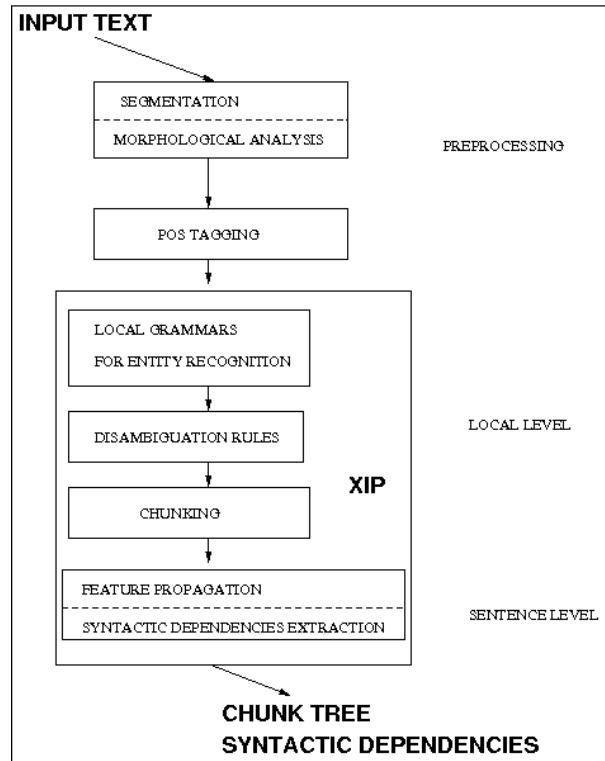 INPUT TEXT
SEGMENTATION
MORPHOLOGICAL ANALYSIS
PREPROCESSING
POS TAGGING
LOCAL GRAMMARS
FOR ENTITY RECOGNITION
LOCAL LEVEL
DISAMBIGUATION RULES
XIP
CHUNKING
FEATURE PROPAGATION
SENTENCE LEVEL
SYNTACTIC DEPENDENCIES EXTRACTION
CHUNK TREE
SYNTACTIC DEPENDENCIES